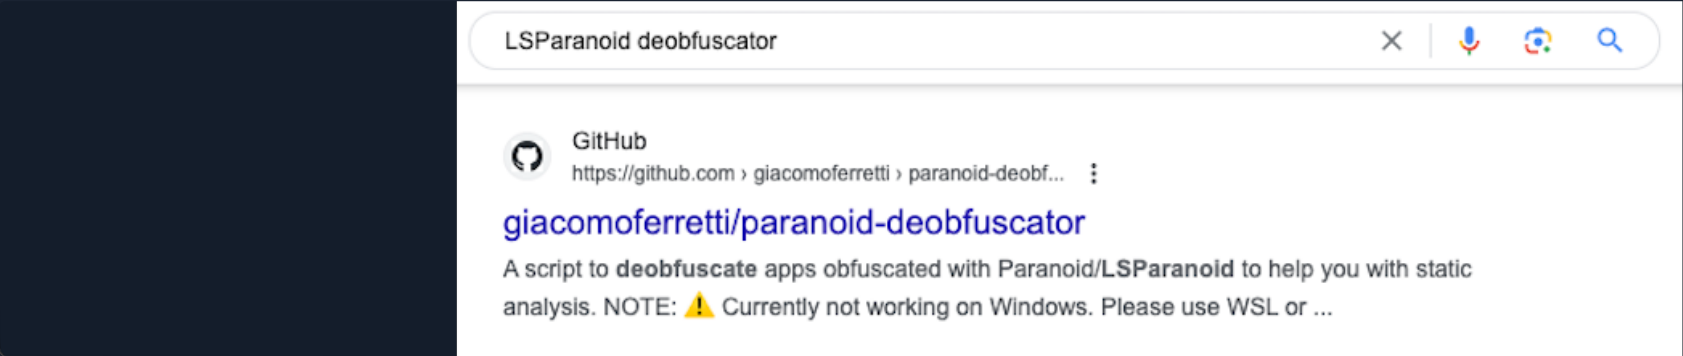 LSParanoid deobfuscator
GitHub
https://github.com › giacomoferretti › paranoid-deobf...
giacomoferretti/paranoid-deobfuscator
A script to deobfuscate apps obfuscated with Paranoid/LSParanoid to help you with static
analysis. NOTE: ⚠️ Currently not working on Windows. Please use WSL or ...